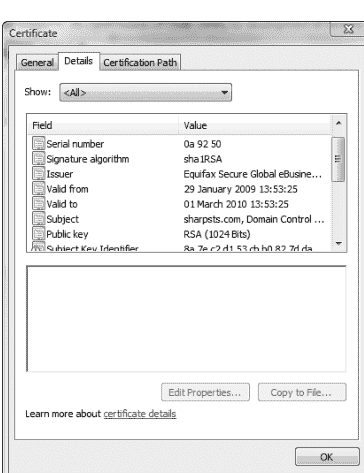 Certificate
General Details Certification Path
Show: <All>
Field Value
Serial number 0a 92 50
Signature algorithm sha1RSA
Issuer Equifax Secure Global eBusine...
Valid from 29 January 2009 13:53:25
Valid to 01 March 2010 13:53:25
Subject sharpsts.com, Domain Control ...
Public key RSA (1024 Bits)
Subject Key Identifier 8a 7e c2 d1 53 cb b0 82 7d da
Edit Properties... Copy to File...
Learn more about certificate details
OK